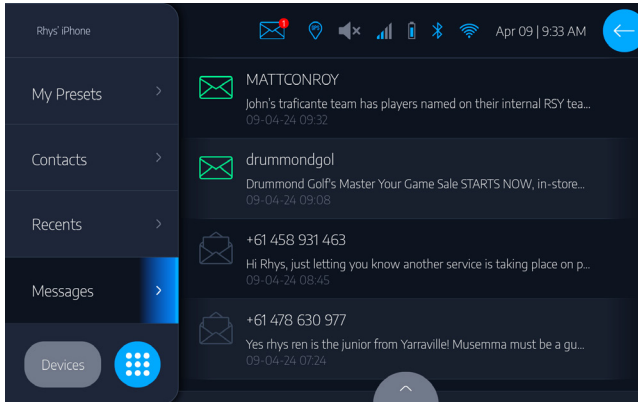 Rhys' iPhone
1
GPS
Apr 09 | 9:33 AM
My Presets
Contacts
Recents
Messages
Devices
MATTCONROY
John's traficante team has players named on their internal RSY tea...
09-04-24 09:32
drummondgol
Drummond Golf's Master Your Game Sale STARTS NOW, in-store...
09-04-24 09:08
+61 458 931 463
Hi Rhys, just letting you know another service is taking place on p...
09-04-24 08:45
+61 478 630 977
Yes rhys ren is the junior from Yarraville! Musemma must be a gu...
09-04-24 07:24